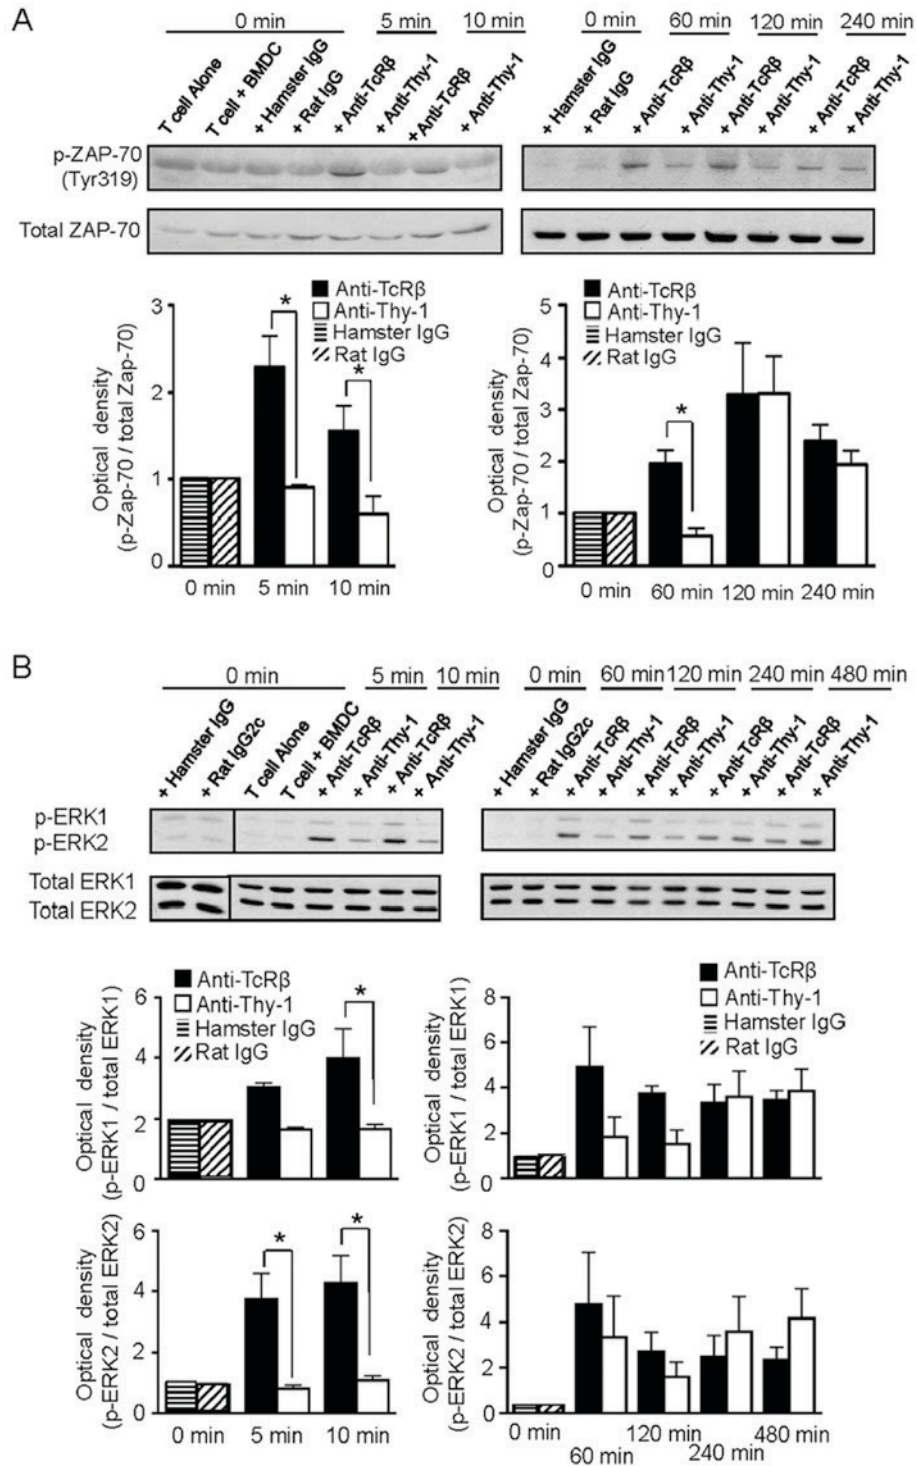 A
0 min 5 min 10 min 0 min 60 min 120 min 240 min
T cell Alone
T cell + BMDC
+ Hamster IgG
+ Rat IgG
+ Anti-TcRβ
+ Anti-Thy-1
+ Anti-TcRβ
+ Anti-Thy-1
+ Hamster IgG
+ Rat IgG
+ Anti-TcRβ
+ Anti-Thy-1
+ Anti-TcRβ
+ Anti-Thy-1
+ Anti-TcRβ
+ Anti-Thy-1
p-ZAP-70
(Tyr319)
Total ZAP-70
Optical density
(p-Zap-70 / total Zap-70)
3
2
1
0
Anti-TcRβ
Anti-Thy-1
Hamster IgG
Rat IgG
*
*
0 min 5 min 10 min
Optical density
(p-Zap-70 / total Zap-70)
5
4
3
2
1
0
Anti-TcRβ
Anti-Thy-1
Hamster IgG
Rat IgG
*
0 min 60 min 120 min 240 min
B
0 min 5 min 10 min 0 min 60 min 120 min 240 min 480 min
+ Hamster IgG
+ Rat IgG2c
T cell Alone
T cell + BMDC
+ Anti-TcRβ
+ Anti-Thy-1
+ Anti-TcRβ
+ Anti-Thy-1
+ Hamster IgG
+ Rat IgG2c
+ Anti-TcRβ
+ Anti-Thy-1
+ Anti-TcRβ
+ Anti-Thy-1
+ Anti-TcRβ
+ Anti-Thy-1
+ Anti-TcRβ
+ Anti-Thy-1
p-ERK1
p-ERK2
Total ERK1
Total ERK2
Optical density
(p-ERK1 / total ERK1)
6
4
2
0
Anti-TcRβ
Anti-Thy-1
Hamster IgG
Rat IgG
*
Optical density
(p-ERK1 / total ERK1)
8
6
4
2
0
Anti-TcRβ
Anti-Thy-1
Hamster IgG
Rat IgG
Optical density
(p-ERK2 / total ERK2)
6
4
2
0
*
*
0 min 5 min 10 min
Optical density
(p-ERK2 / total ERK2)
8
6
4
2
0
0 min 120 min 480 min
60 min 240 min